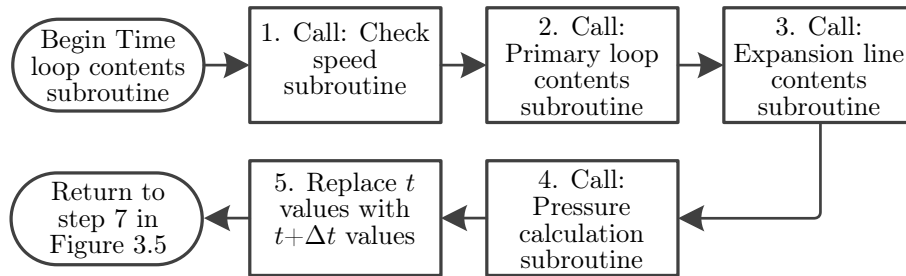 Begin Time
loop contents
subroutine
1. Call: Check
speed
subroutine
2. Call:
Primary loop
contents
subroutine
3. Call:
Expansion line
contents
subroutine
4. Call:
Pressure
calculation
subroutine
5. Replace t
values with
t+Δt values
Return to
step 7 in
Figure 3.5